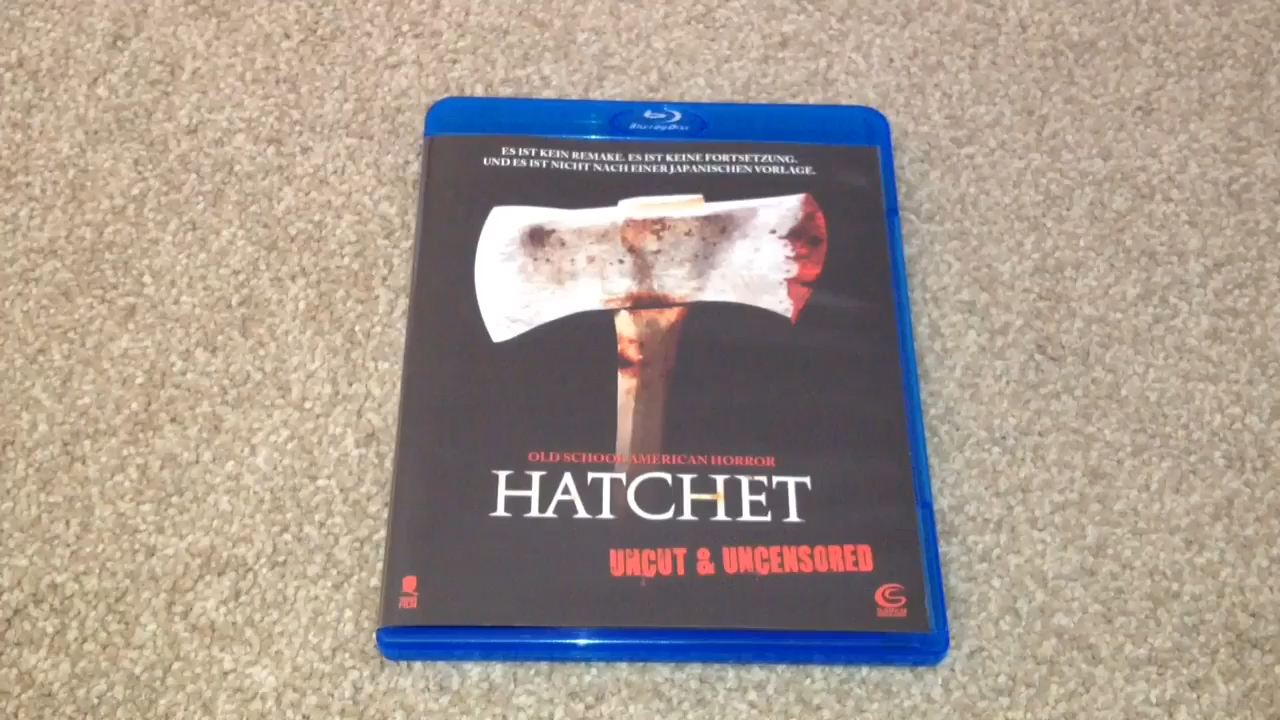 Blu-ray Disc
ES IST KEIN REMAKE. ES IST KEINE FORTSETZUNG.
UND ES IST NICHT NACH EINER JAPANISCHEN VORLAGE.
OLD SCHOOL AMERICAN HORROR
HATCHET
UNCUT & UNCENSORED
FILM